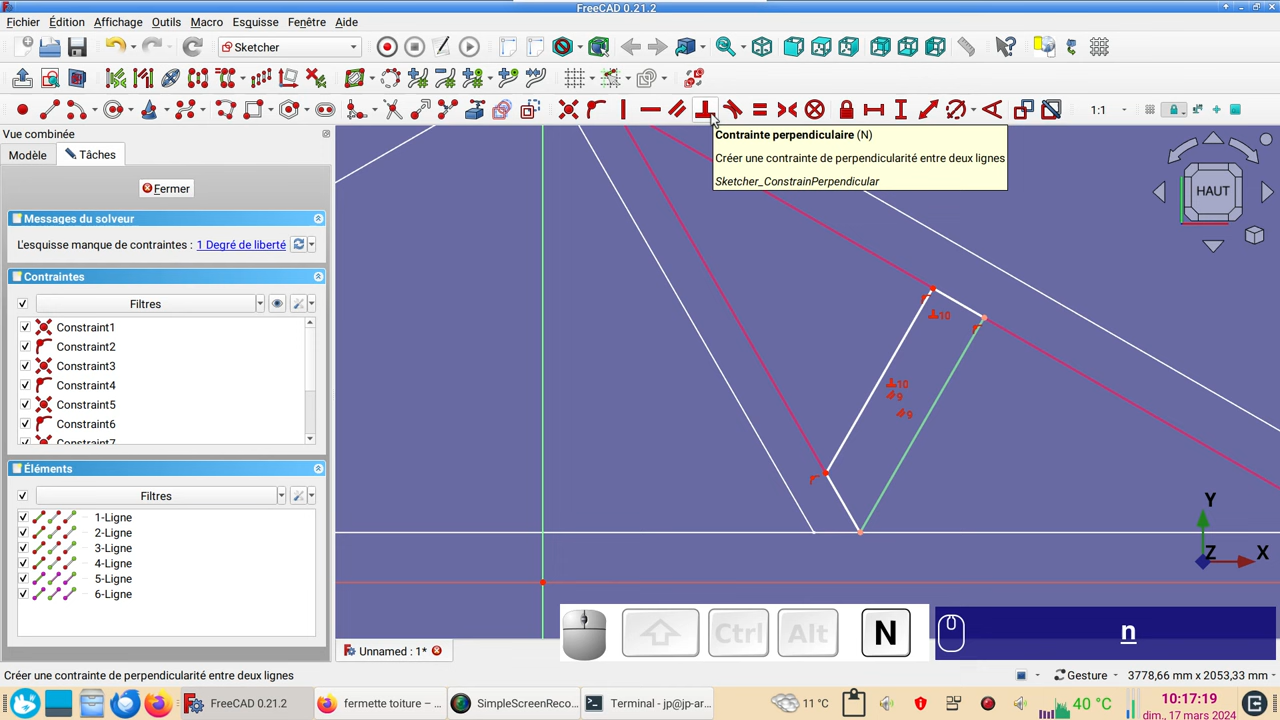 FreeCAD 0.21.2
Fichier Édition Affichage Outils Macro Esquisse Fenêtre Aide
Sketcher
1:1
Vue combinée
Modèle Tâches
Fermer
Messages du solveur
L'esquisse manque de contraintes : 1 Degré de liberté
Contraintes
Filtres
Constraint1
Constraint2
Constraint3
Constraint4
Constraint5
Constraint6
Constraint7
Éléments
Filtres
1-Ligne
2-Ligne
3-Ligne
4-Ligne
5-Ligne
6-Ligne
Contrainte perpendiculaire (N)
Créer une contrainte de perpendicularité entre deux lignes
Sketcher_ConstrainPerpendicular
HAUT
10
10
9
9
Y
Z
X
Ctrl Alt N n
Unnamed : 1*
Créer une contrainte de perpendicularité entre deux lignes
Gesture 3778,66 mm × 2053,33 mm
FreeCAD 0.21.2 fermette toiture – ... SimpleScreenReco... Terminal - jp@jp-ar... 11 °C 40 °C
10:17:19
dim., 17 mars 2024